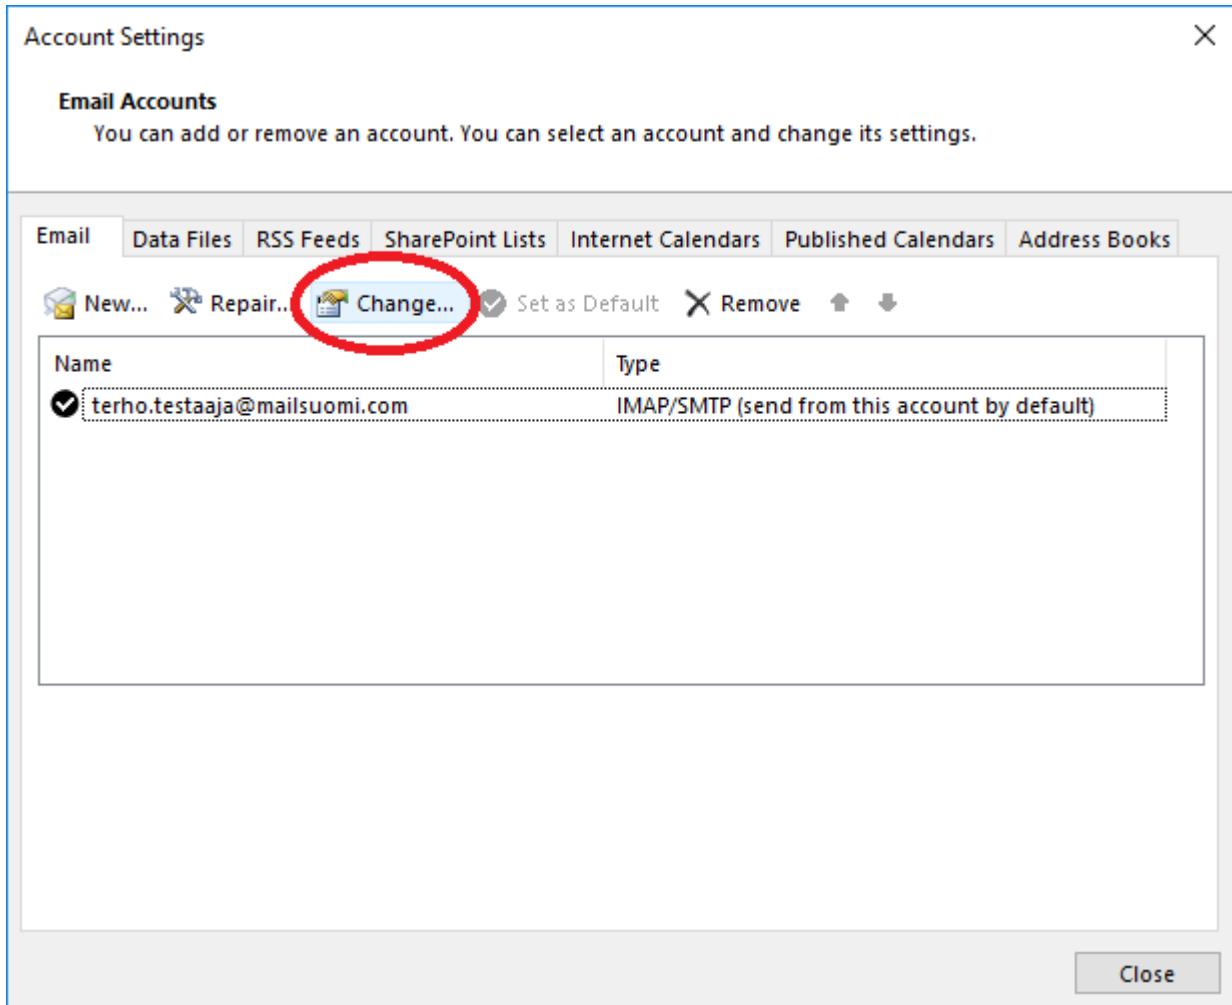 Account Settings
Email Accounts
You can add or remove an account. You can select an account and change its settings.
Email Data Files RSS Feeds SharePoint Lists Internet Calendars Published Calendars Address Books
New... Repair... Change... Set as Default Remove
Name Type
terho.testaaja@mailsuomi.com IMAP/SMTP (send from this account by default)
Close